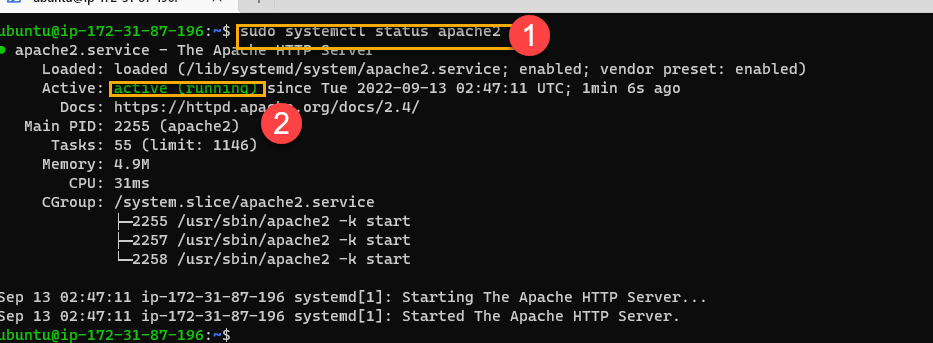 ubuntu@ip-172-31-87-196:~$ sudo systemctl status apache2 1
● apache2.service - The Apache HTTP Server
Loaded: loaded (/lib/systemd/system/apache2.service; enabled; vendor preset: enabled)
Active: active (running) since Tue 2022-09-13 02:47:11 UTC; 1min 6s ago
Docs: https://httpd.apache.org/docs/2.4/
2
Main PID: 2255 (apache2)
Tasks: 55 (limit: 1146)
Memory: 4.9M
CPU: 31ms
CGroup: /system.slice/apache2.service
├─2255 /usr/sbin/apache2 -k start
├─2257 /usr/sbin/apache2 -k start
└─2258 /usr/sbin/apache2 -k start
Sep 13 02:47:11 ip-172-31-87-196 systemd[1]: Starting The Apache HTTP Server...
Sep 13 02:47:11 ip-172-31-87-196 systemd[1]: Started The Apache HTTP Server.
ubuntu@ip-172-31-87-196:~$